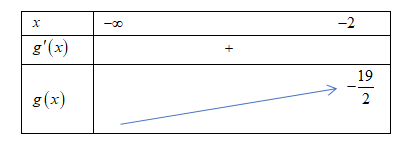 x −∞ −2
g'(x) +
g(x) −19/2